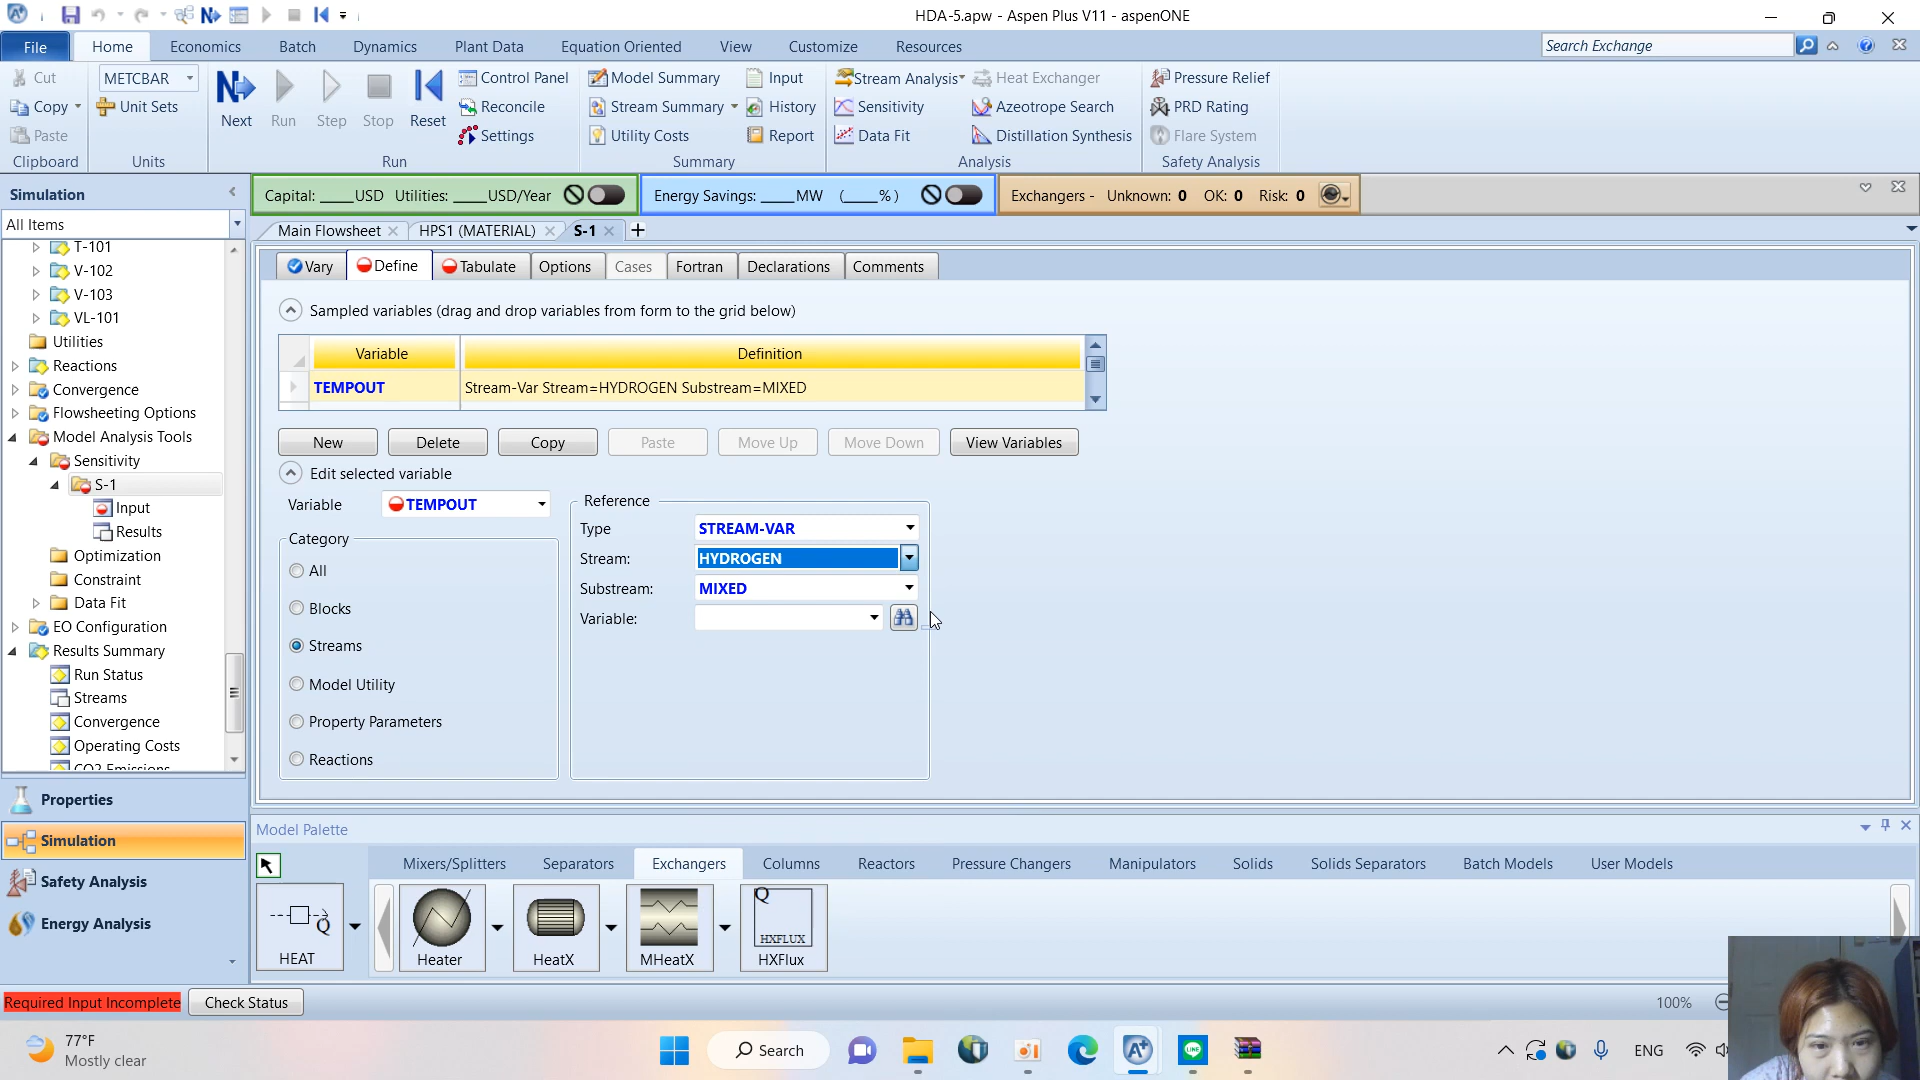 HDA-5.apw - Aspen Plus V11 - aspenONE
File Home Economics Batch Dynamics Plant Data Equation Oriented View Customize Resources Search Exchange
Cut METCBAR Control Panel Model Summary Input Stream Analysis Heat Exchanger Pressure Relief
Copy Unit Sets Reconcile Stream Summary History Sensitivity Azeotrope Search PRD Rating
Next Run Step Stop Reset
Paste Settings Utility Costs Report Data Fit Distillation Synthesis Flare System
Clipboard Units Run Summary Analysis Safety Analysis
Simulation
Capital: ____USD Utilities: ____USD/Year Energy Savings: ____MW (____%) Exchangers - Unknown: 0 OK: 0 Risk: 0
All Items
Main Flowsheet HPS1 (MATERIAL) S-1
T-101
V-102
V-103
VL-101
Utilities
Reactions
Convergence
Flowsheeting Options
Model Analysis Tools
Sensitivity
S-1
Input
Results
Optimization
Constraint
Data Fit
EO Configuration
Results Summary
Run Status
Streams
Convergence
Operating Costs
CO2 Emissions
Vary Define Tabulate Options Cases Fortran Declarations Comments
Sampled variables (drag and drop variables from form to the grid below)
Variable Definition
TEMPOUT Stream-Var Stream=HYDROGEN Substream=MIXED
New Delete Copy Paste Move Up Move Down View Variables
Edit selected variable
Variable TEMPOUT
Category
All
Blocks
Streams
Model Utility
Property Parameters
Reactions
Reference
Type STREAM-VAR
Stream: HYDROGEN
Substream: MIXED
Variable:
Properties
Simulation
Safety Analysis
Energy Analysis
Model Palette
Mixers/Splitters Separators Exchangers Columns Reactors Pressure Changers Manipulators Solids Solids Separators Batch Models User Models
Q
Q
HXFLUX
HEAT Heater HeatX MHeatX HXFlux
Required Input Incomplete Check Status 100%
77°F
Mostly clear
Search
ENG